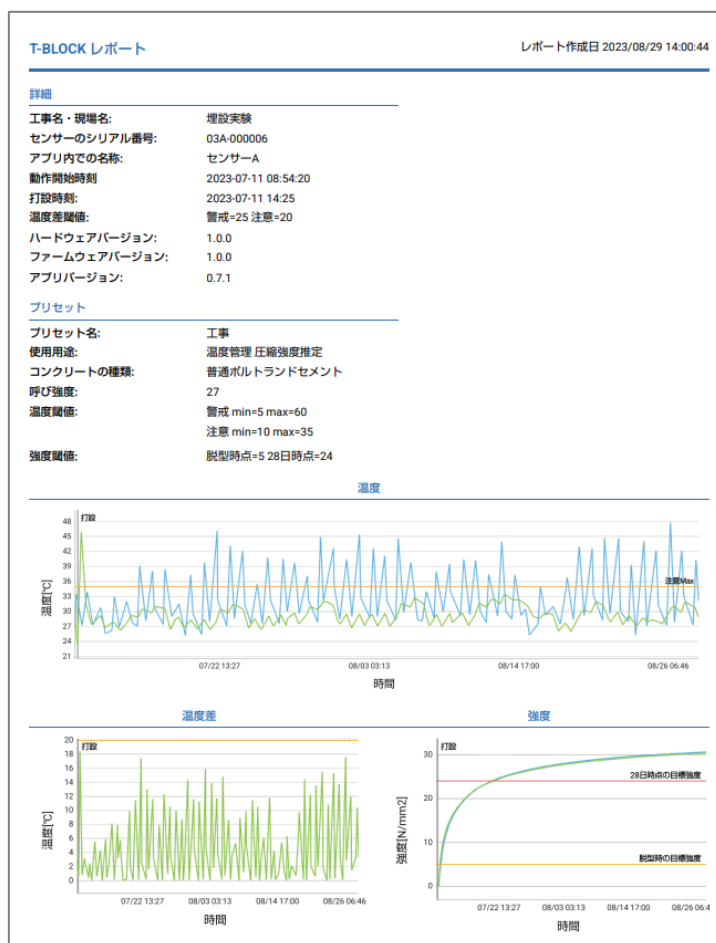 T-BLOCK レポート
レポート作成日 2023/08/29 14:00:44
詳細
工事名・現場名: 埋設実験
センサーのシリアル番号: 03A-000006
アプリ内での名称: センサーA
動作開始時刻 2023-07-11 08:54:20
打設時刻: 2023-07-11 14:25
温度差閾値: 警戒=25 注意=20
ハードウェアバージョン: 1.0.0
ファームウェアバージョン: 1.0.0
アプリバージョン: 0.7.1
プリセット
プリセット名: 工事
使用用途: 温度管理 圧縮強度推定
コンクリートの種類: 普通ポルトランドセメント
呼び強度: 27
温度閾値: 警戒 min=5 max=60
注意 min=10 max=35
強度閾値: 脱型時点=5 28日時点=24
温度
打設
48
45
42
39
36
33
30
27
24
21
温度[℃]
注意Max
07/22 13:27 08/03 03:13 08/14 17:00 08/26 06:46
時間
温度差
打設
20
18
16
14
12
10
8
6
4
2
0
温度[℃]
07/22 13:27 08/03 03:13 08/14 17:00 08/26 06:46
時間
強度
打設
30
20
10
0
強度[N/mm2]
28日時点の目標強度
脱型時の目標強度
07/22 13:27 08/03 03:13 08/14 17:00 08/26 06:4
時間